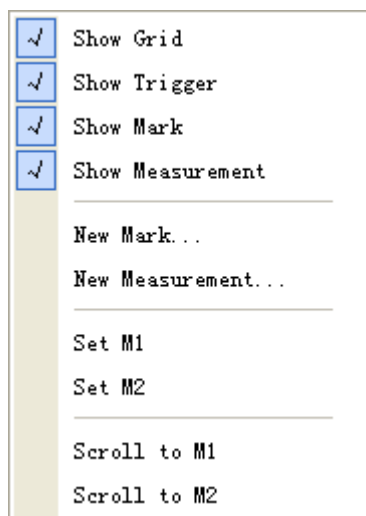 Show Grid
Show Trigger
Show Mark
Show Measurement
New Mark...
New Measurement...
Set M1
Set M2
Scroll to M1
Scroll to M2